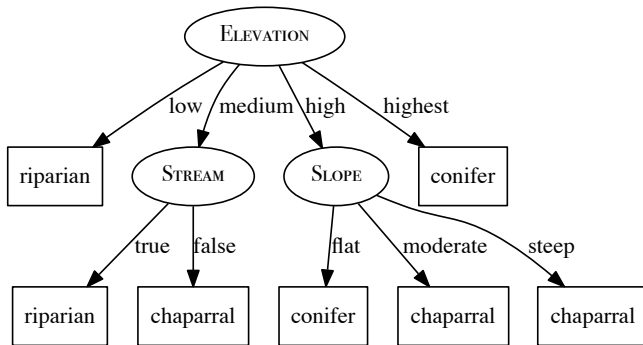 ELEVATION
low medium high highest
riparian STREAM SLOPE conifer
true false flat moderate steep
riparian chaparral conifer chaparral chaparral